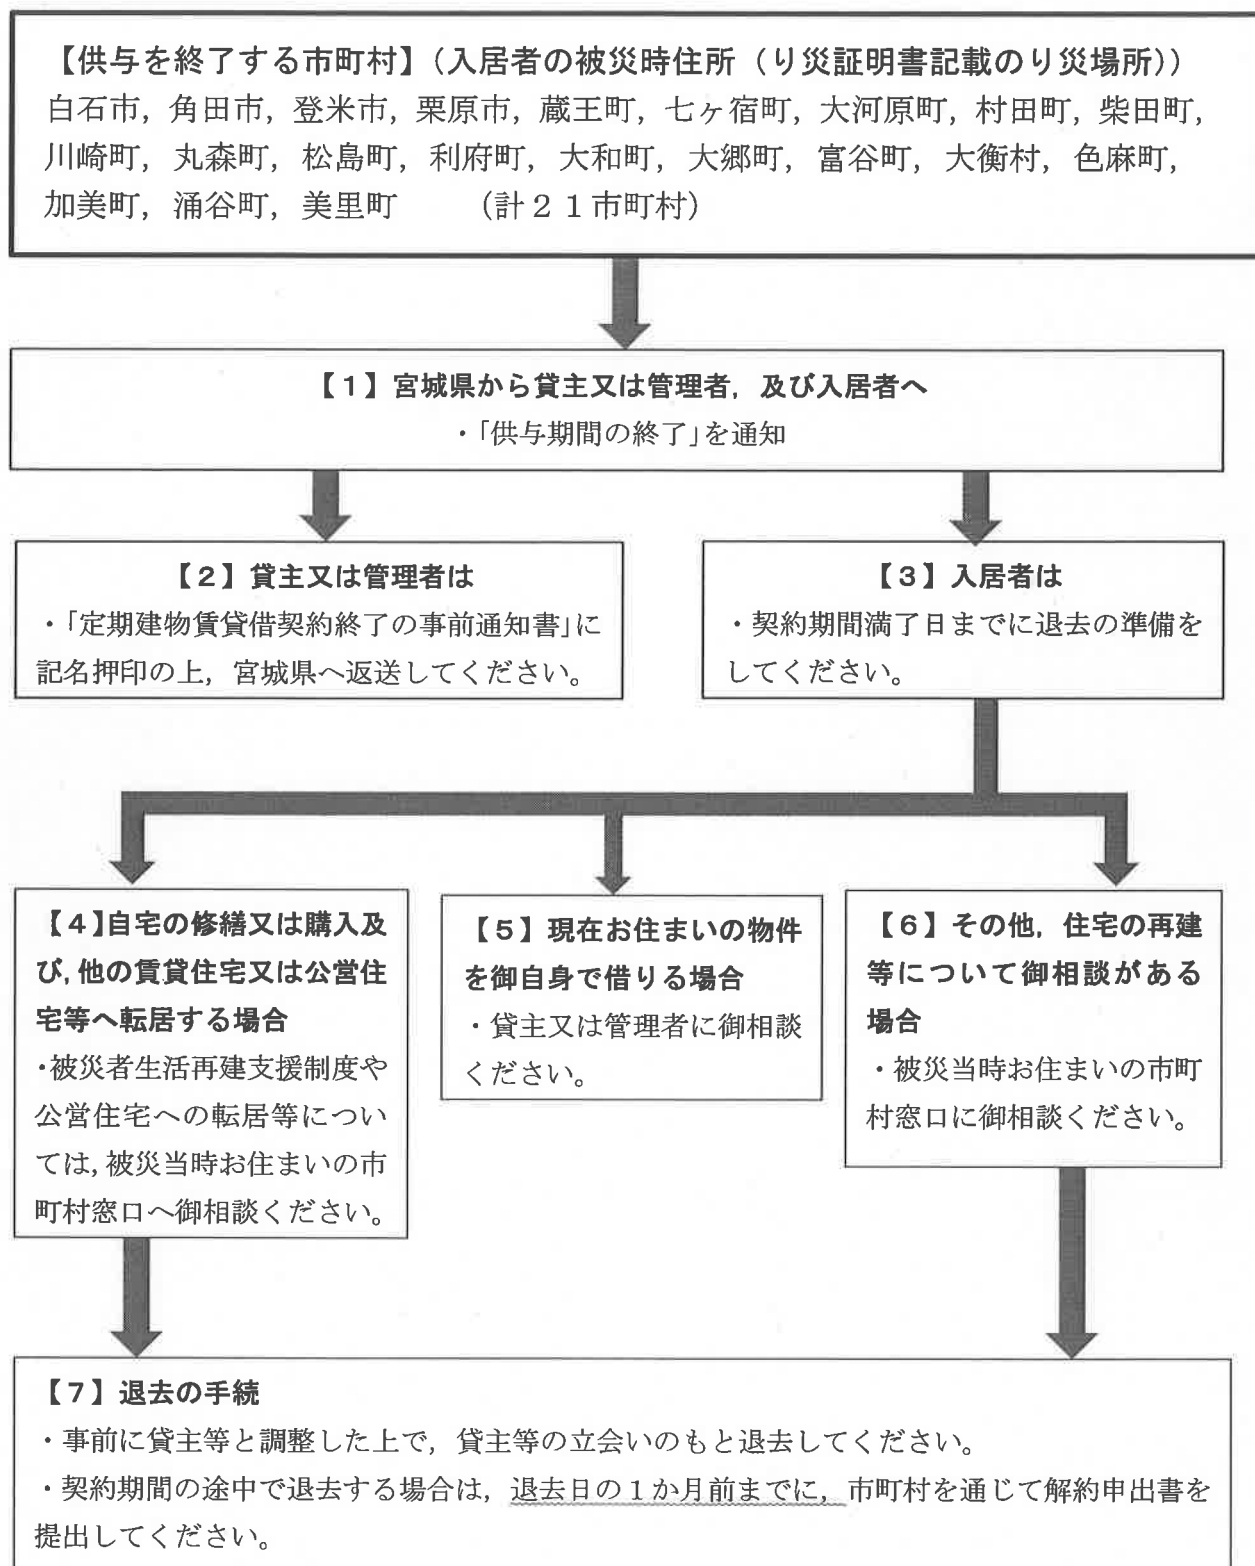 【供与を終了する市町村】(入居者の被災時住所（り災証明書記載のり災場所))
白石市，角田市，登米市，栗原市，蔵王町，七ヶ宿町，大河原町，村田町，柴田町，
川崎町，丸森町，松島町，利府町，大和町，大郷町，富谷町，大衡村，色麻町，
加美町，涌谷町，美里町　　（計２１市町村）
【１】宮城県から貸主又は管理者，及び入居者へ
・「供与期間の終了」を通知
【２】貸主又は管理者は
・「定期建物賃貸借契約終了の事前通知書」に
記名押印の上，宮城県へ返送してください。
【３】入居者は
・契約期間満了日までに退去の準備を
してください。
【４】自宅の修繕又は購入及
び，他の賃貸住宅又は公営住
宅等へ転居する場合
・被災者生活再建支援制度や
公営住宅への転居等につい
ては，被災当時お住まいの市
町村窓口へ御相談ください。
【５】現在お住まいの物件
を御自身で借りる場合
・貸主又は管理者に御相談
ください。
【６】その他，住宅の再建
等について御相談がある
場合
・被災当時お住まいの市町
村窓口に御相談ください。
【７】退去の手続
・事前に貸主等と調整した上で，貸主等の立会いのもと退去してください。
・契約期間の途中で退去する場合は，退去日の１か月前までに，市町村を通じて解約申出書を
提出してください。